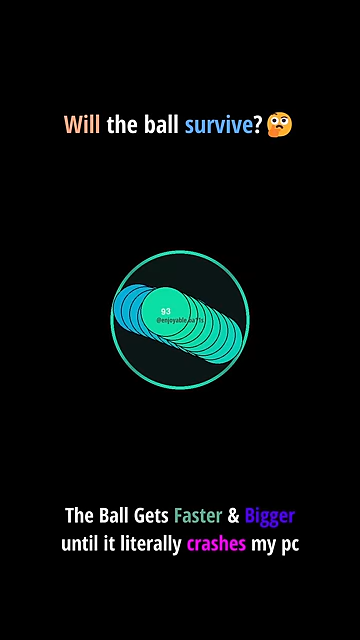 Will the ball survive? 🤔
93
The Ball Gets Faster & Bigger
until it literally crashes my pc